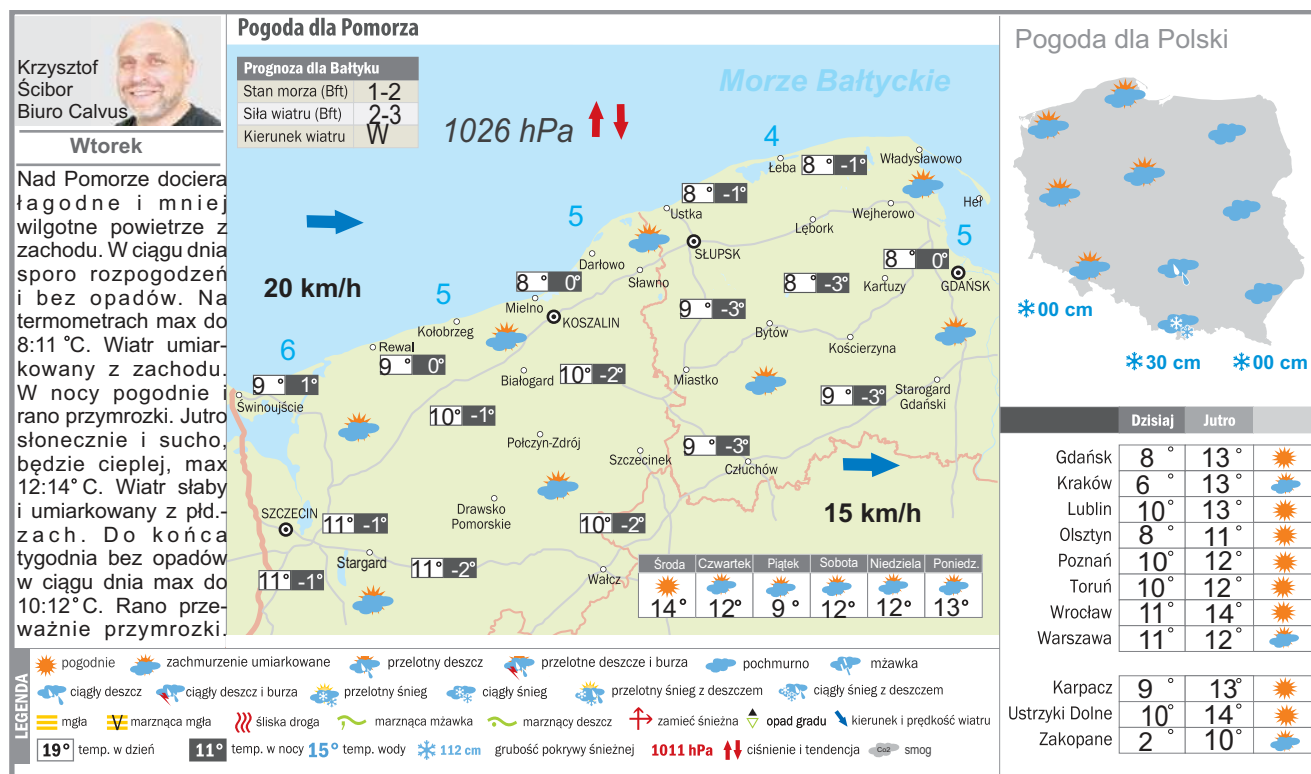 Krzysztof
Ścibor
Biuro Calvus
Wtorek
Nad Pomorze dociera
łagodne i mniej
wilgotne powietrze z
zachodu. W ciągu dnia
sporo rozpogodzeń
i bez opadów. Na
termometrach max do
8:11 °C. Wiatr umiar-
kowany z zachodu.
W nocy pogodnie i
rano przymrozki. Jutro
słonecznie i sucho,
będzie cieplej, max
12:14°C. Wiatr słaby
i umiarkowany z płd.-
zach. Do końca
tygodnia bez opadów
w ciągu dnia max do
10:12°C. Rano prze-
ważnie przymrozki.
Pogoda dla Pomorza
Prognoza dla Bałtyku
Stan morza (Bft) 1-2
Siła wiatru (Bft) 2-3
Kierunek wiatru W
Morze Bałtyckie
1026 hPa
4
Łeba 8° -1°
Władysławowo
Hel
8° -1°
Ustka
Wejherowo
Lębork
5
5
SŁUPSK
8° 0°
GDAŃSK
Darłowo
Sławno
8° -3°
Kartuzy
20 km/h
8° 0°
Mielno
5
KOSZALIN
Kołobrzeg
9° -3°
Bytów
Kościerzyna
6
Rewal
9° 0°
9° 1°
Świnoujście
Białogard
10° -2°
Miastko
9° -3°
Starogard
Gdański
10° -1°
Połczyn-Zdrój
Szczecinek
9° -3°
Człuchów
15 km/h
Drawsko
Pomorskie
SZCZECIN
11° -1°
10° -2°
Stargard
11° -2°
11° -1°
Wałcz
Środa Czwartek Piątek Sobota Niedziela Poniedz.
14° 12° 9° 12° 12° 13°
Pogoda dla Polski
00 cm
30 cm
00 cm
Dzisiaj Jutro
Gdańsk 8° 13°
Kraków 6° 13°
Lublin 10° 13°
Olsztyn 8° 11°
Poznań 10° 12°
Toruń 10° 12°
Wrocław 11° 14°
Warszawa 11° 12°
Karpacz 9° 13°
Ustrzyki Dolne 10° 14°
Zakopane 2° 10°
LEGENDA
pogodnie zachmurzenie umiarkowane przelotny deszcz przelotne deszcze i burza pochmurno mżawka
ciągły deszcz ciągły deszcz i burza przelotny śnieg ciągły śnieg przelotny śnieg z deszczem ciągły śnieg z deszczem
mgła marznąca mgła śliska droga marznąca mżawka marznący deszcz zamieć śnieżna opad gradu kierunek i prędkość wiatru
19° temp. w dzień 11° temp. w nocy 15° temp. wody 112 cm grubość pokrywy śnieżnej 1011 hPa ciśnienie i tendencja Co2 smog